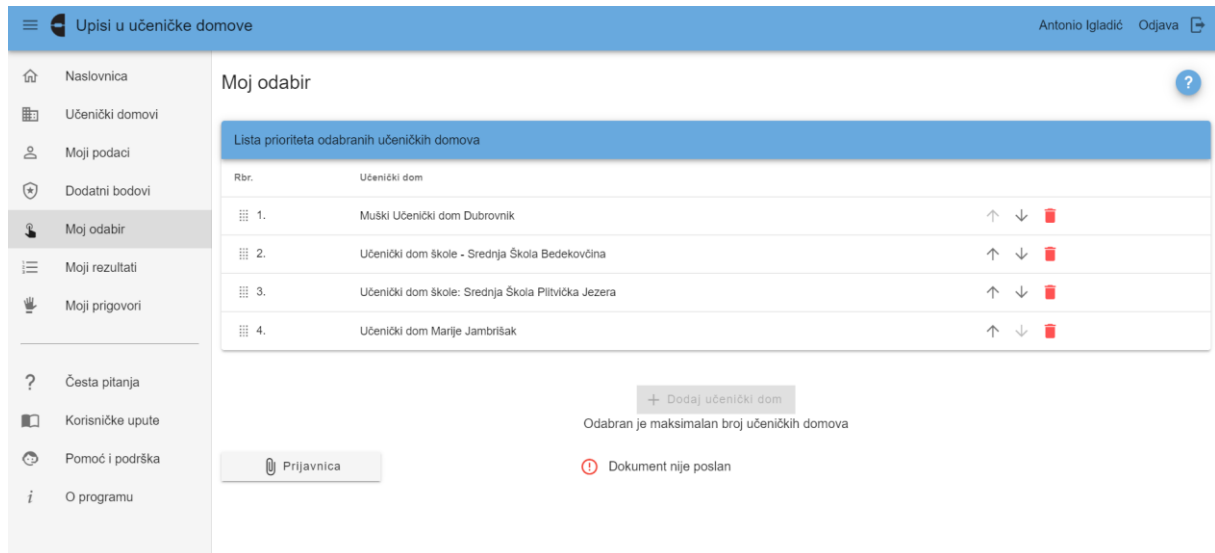 Upisi u učeničke domove
Antonio Igladić Odjava
Naslovnica
Učenički domovi
Moji podaci
Dodatni bodovi
Moj odabir
Moji rezultati
Moji prigovori
Česta pitanja
Korisničke upute
Pomoć i podrška
O programu
Moj odabir
?
Lista prioriteta odabranih učeničkih domova
Rbr. Učenički dom
1. Muški Učenički dom Dubrovnik
2. Učenički dom škole - Srednja Škola Bedekovčina
3. Učenički dom škole: Srednja Škola Plitvička Jezera
4. Učenički dom Marije Jambrišak
+ Dodaj učenički dom
Odabran je maksimalan broj učeničkih domova
Prijavnica
Dokument nije poslan